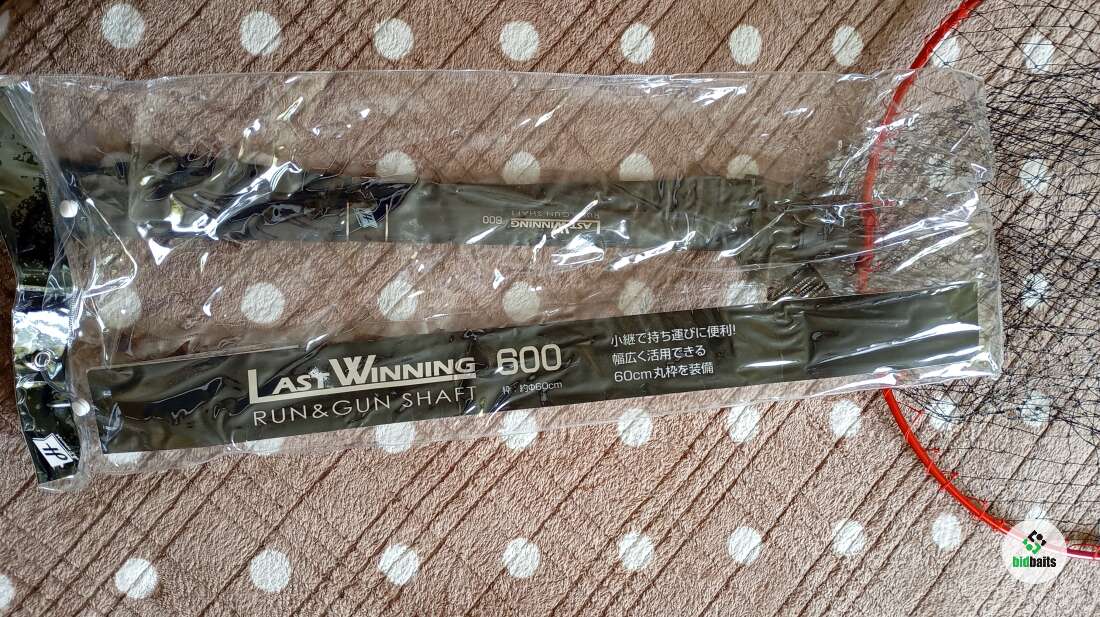 LAST WINNING
RUN&GUN SHAFT 600
LAST WINNING 600
RUN&GUN SHAFT 枠：約Φ60cm
小継で持ち運びに便利!
幅広く活用できる
60cm丸枠を装備
HP
bidbaits